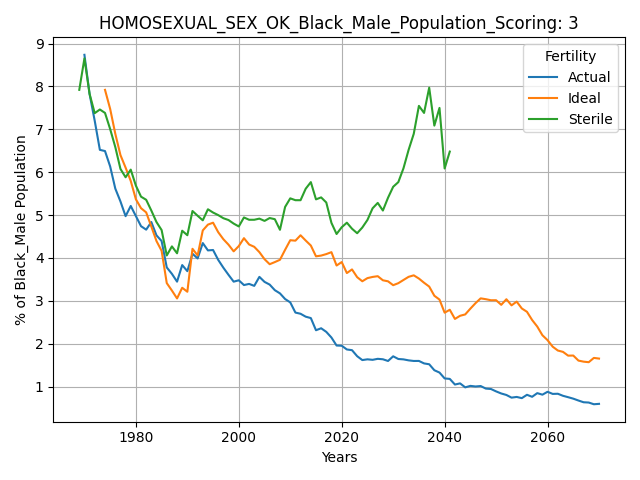 HOMOSEXUAL_SEX_OK_Black_Male_Population_Scoring: 3
Fertility
Actual
Ideal
Sterile
% of Black_Male Population
9
8
7
6
5
4
3
2
1
1980 2000 2020 2040 2060
Years